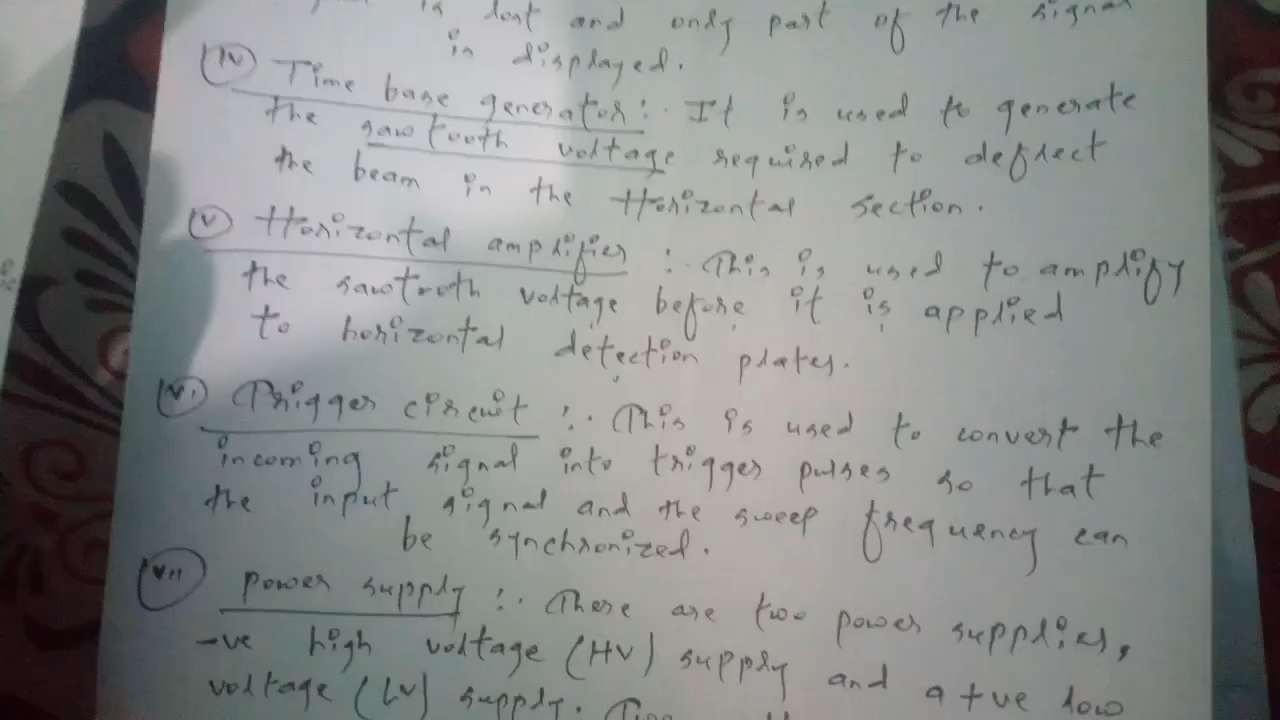 is lost and only part of the signal
is displayed.
(iv) Time base generator :. It is used to generate
the sawtooth voltage required to deflect
the beam in the Horizontal section.
(v) Horizontal amplifier :. This is used to amplify
the sawtooth voltage before it is applied
to horizontal detection plates.
(vi) Trigger circuit :. This is used to convert the
incoming signal into trigger pulses so that
the input signal and the sweep frequency can
be synchronized.
(vii) power supply :. There are two power supplies,
-ve high voltage (HV) supply and a +ve low
voltage (LV) supply.